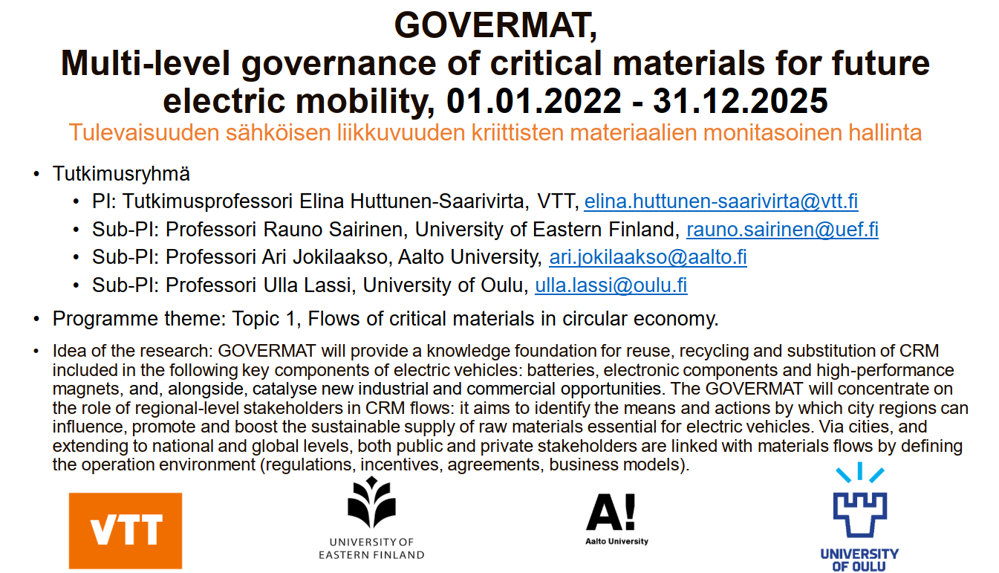 GOVERMAT,
Multi-level governance of critical materials for future
electric mobility, 01.01.2022 - 31.12.2025
Tulevaisuuden sähköisen liikkuvuuden kriittisten materiaalien monitasoinen hallinta
• Tutkimusryhmä
• PI: Tutkimusprofessori Elina Huttunen-Saarivirta, VTT, elina.huttunen-saarivirta@vtt.fi
• Sub-PI: Professori Rauno Sairinen, University of Eastern Finland, rauno.sairinen@uef.fi
• Sub-PI: Professori Ari Jokilaakso, Aalto University, ari.jokilaakso@aalto.fi
• Sub-PI: Professori Ulla Lassi, University of Oulu, ulla.lassi@oulu.fi
• Programme theme: Topic 1, Flows of critical materials in circular economy.
• Idea of the research: GOVERMAT will provide a knowledge foundation for reuse, recycling and substitution of CRM
included in the following key components of electric vehicles: batteries, electronic components and high-performance
magnets, and, alongside, catalyse new industrial and commercial opportunities. The GOVERMAT will concentrate on
the role of regional-level stakeholders in CRM flows: it aims to identify the means and actions by which city regions can
influence, promote and boost the sustainable supply of raw materials essential for electric vehicles. Via cities, and
extending to national and global levels, both public and private stakeholders are linked with materials flows by defining
the operation environment (regulations, incentives, agreements, business models).
VTT
UNIVERSITY OF
EASTERN FINLAND
A!
Aalto University
UNIVERSITY
OF OULU